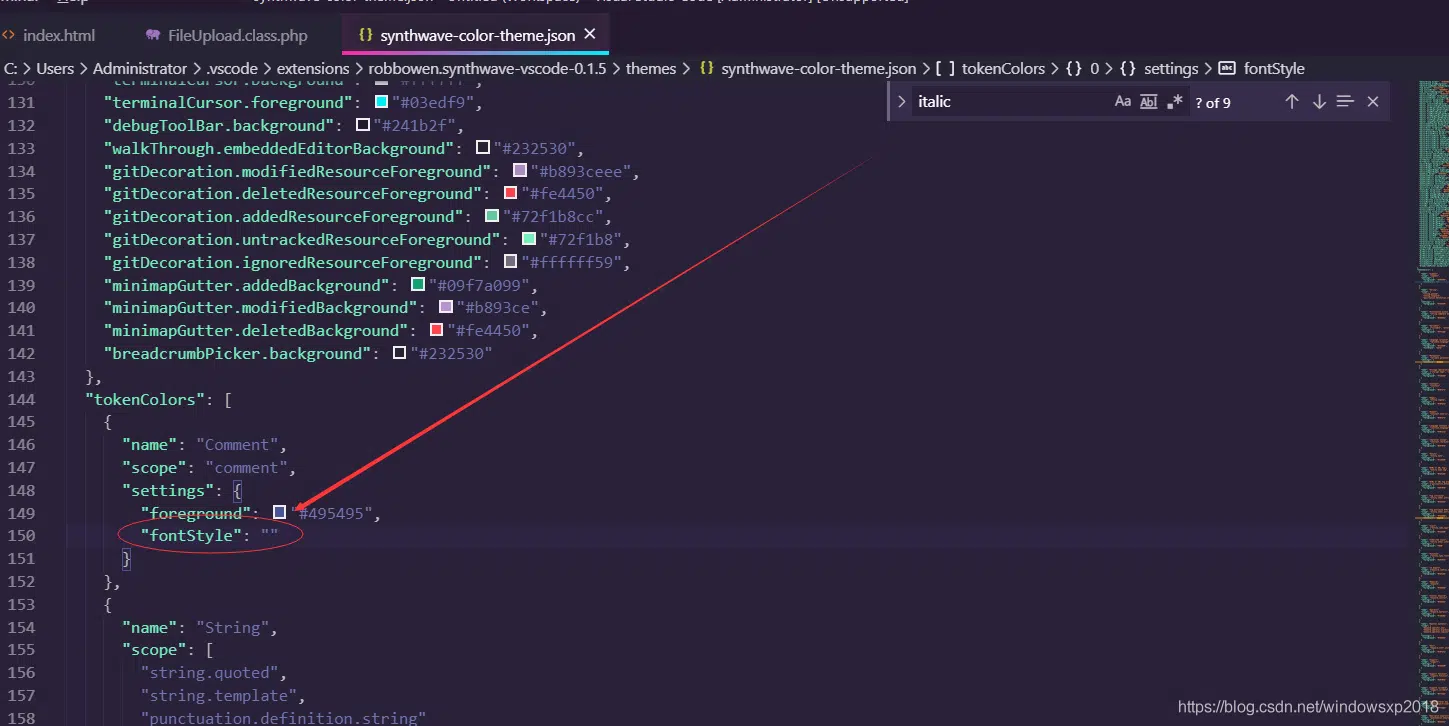 index.html FileUpload.class.php {} synthwave-color-theme.json ×
C: > Users > Administrator > .vscode > extensions > robbowen.synthwave-vscode-0.1.5 > themes > {} synthwave-color-theme.json > [ ] tokenColors > {} 0 > {} settings > fontStyle
italic Aa Abl .* ? of 9
131 "terminalCursor.foreground": "#03edf9",
132 "debugToolBar.background": "#241b2f",
133 "walkThrough.embeddedEditorBackground": "#232530",
134 "gitDecoration.modifiedResourceForeground": "#b893ceee",
135 "gitDecoration.deletedResourceForeground": "#fe4450",
136 "gitDecoration.addedResourceForeground": "#72f1b8cc",
137 "gitDecoration.untrackedResourceForeground": "#72f1b8",
138 "gitDecoration.ignoredResourceForeground": "#ffffff59",
139 "minimapGutter.addedBackground": "#09f7a099",
140 "minimapGutter.modifiedBackground": "#b893ce",
141 "minimapGutter.deletedBackground": "#fe4450",
142 "breadcrumbPicker.background": "#232530"
143 },
144 "tokenColors": [
145 {
146 "name": "Comment",
147 "scope": "comment",
148 "settings": {
149 "foreground": "#495495",
150 "fontStyle": ""
151 }
152 },
153 {
154 "name": "String",
155 "scope": [
156 "string.quoted",
157 "string.template",
158 "punctuation.definition.string"
https://blog.csdn.net/windowsxp2018